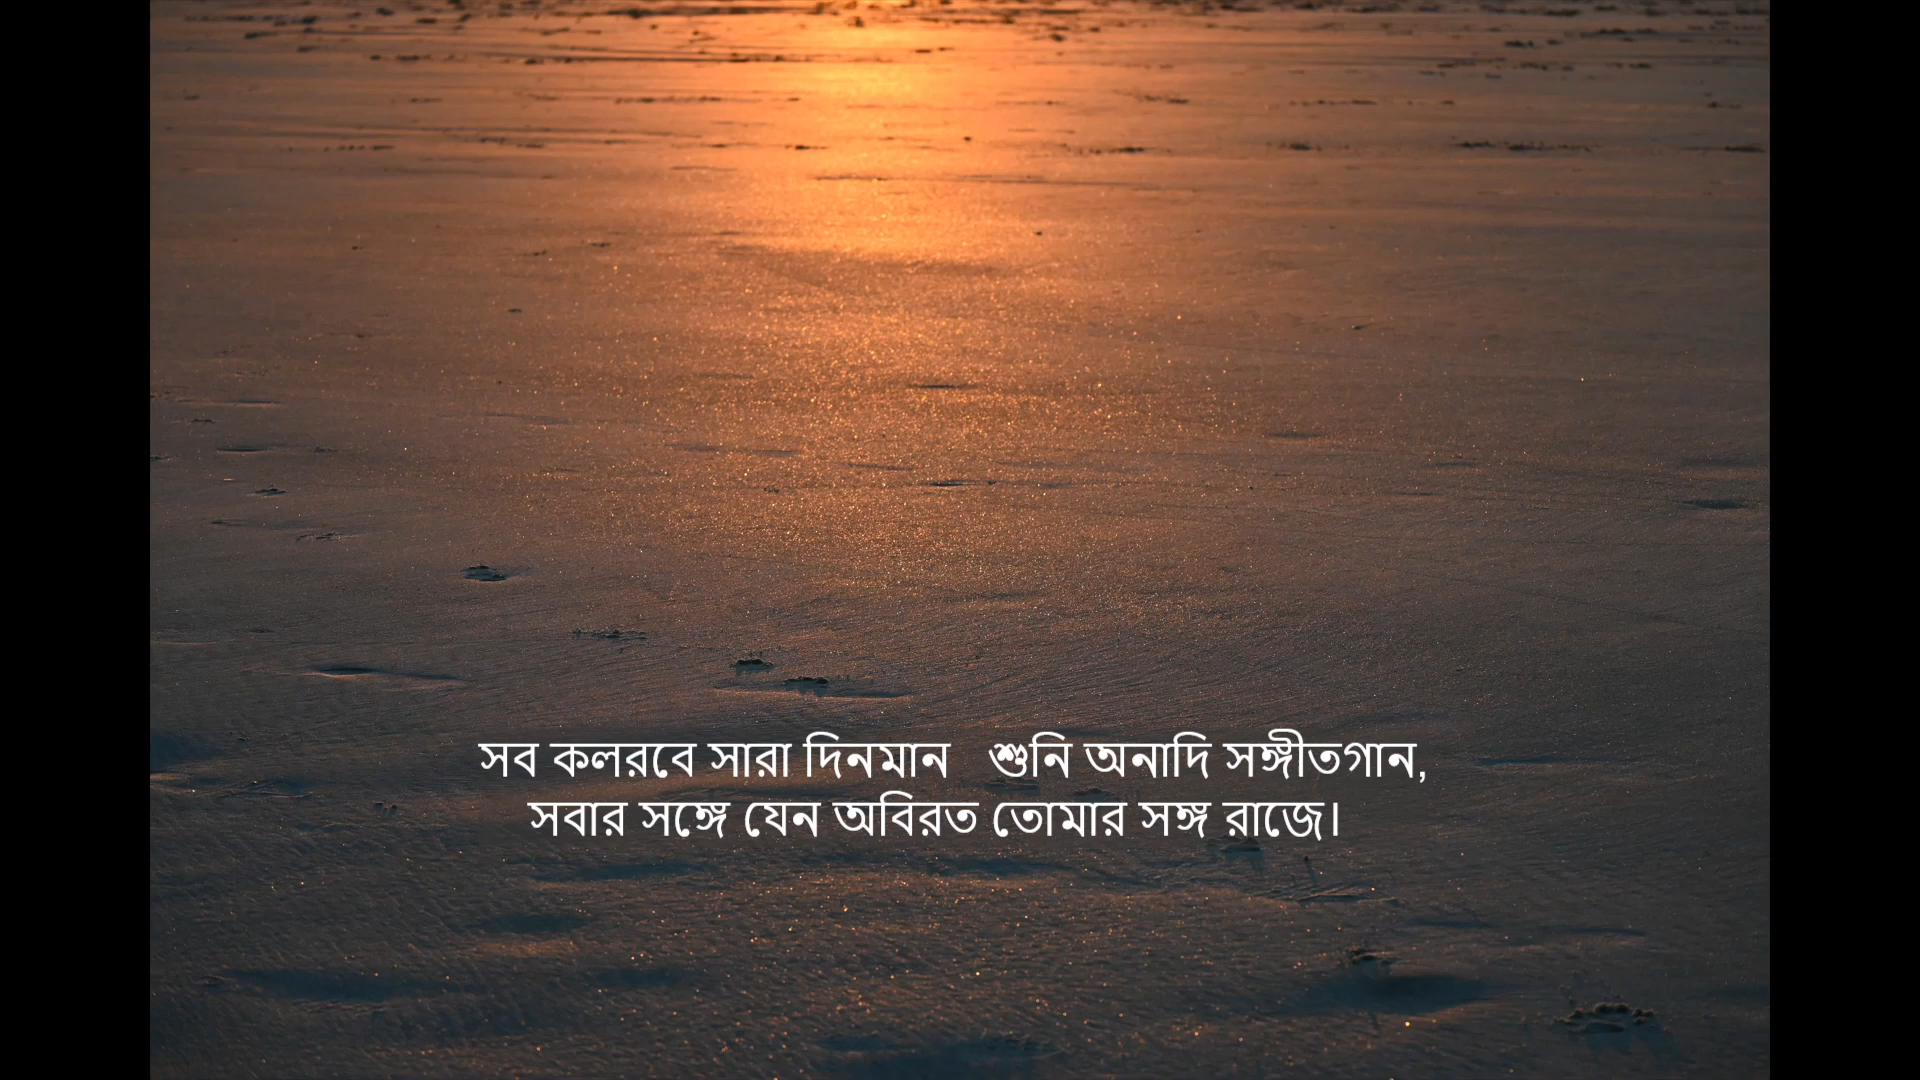 সব কলরবে সারা দিনমান   শুনি অনাদি সঙ্গীতগান,
সবার সঙ্গে যেন অবিরত তোমার সঙ্গ রাজে।